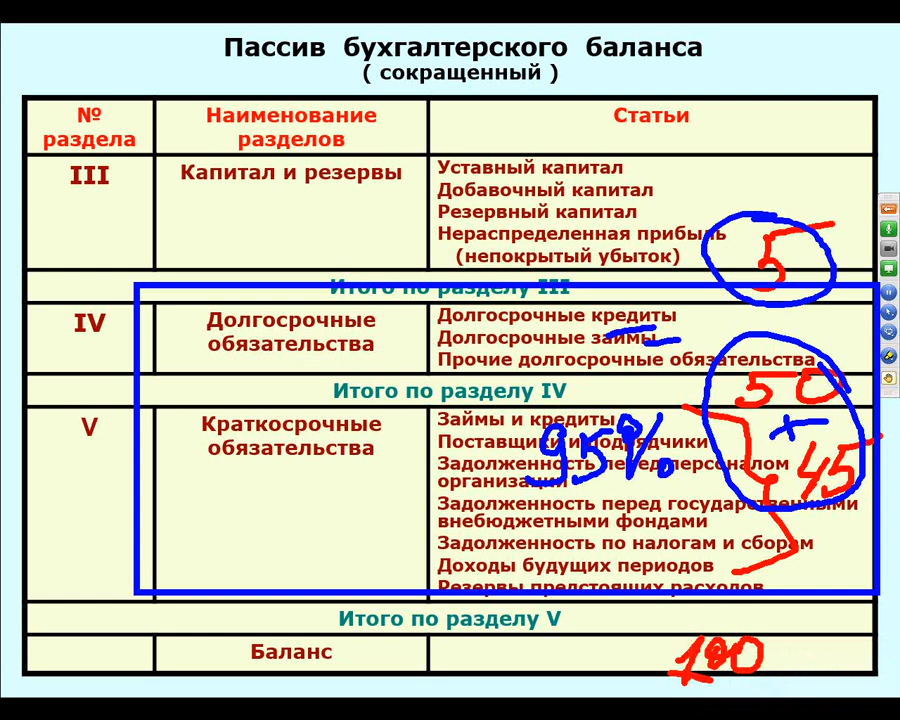 Пассив бухгалтерского баланса
( сокращенный )
№ раздела
Наименование разделов
Статьи
III
Капитал и резервы
Уставный капитал
Добавочный капитал
Резервный капитал
Нераспределенная прибыль
(непокрытый убыток)
5
Итого по разделу III
IV
Долгосрочные обязательства
Долгосрочные кредиты
Долгосрочные займы
Прочие долгосрочные обязательства
50
Итого по разделу IV
V
Краткосрочные обязательства
Займы и кредиты
Поставщики и подрядчики
Задолженность перед персоналом
организации
Задолженность перед государственными
внебюджетными фондами
Задолженность по налогам и сборам
Доходы будущих периодов
Резервы предстоящих расходов
95%
+
45
Итого по разделу V
Баланс
100